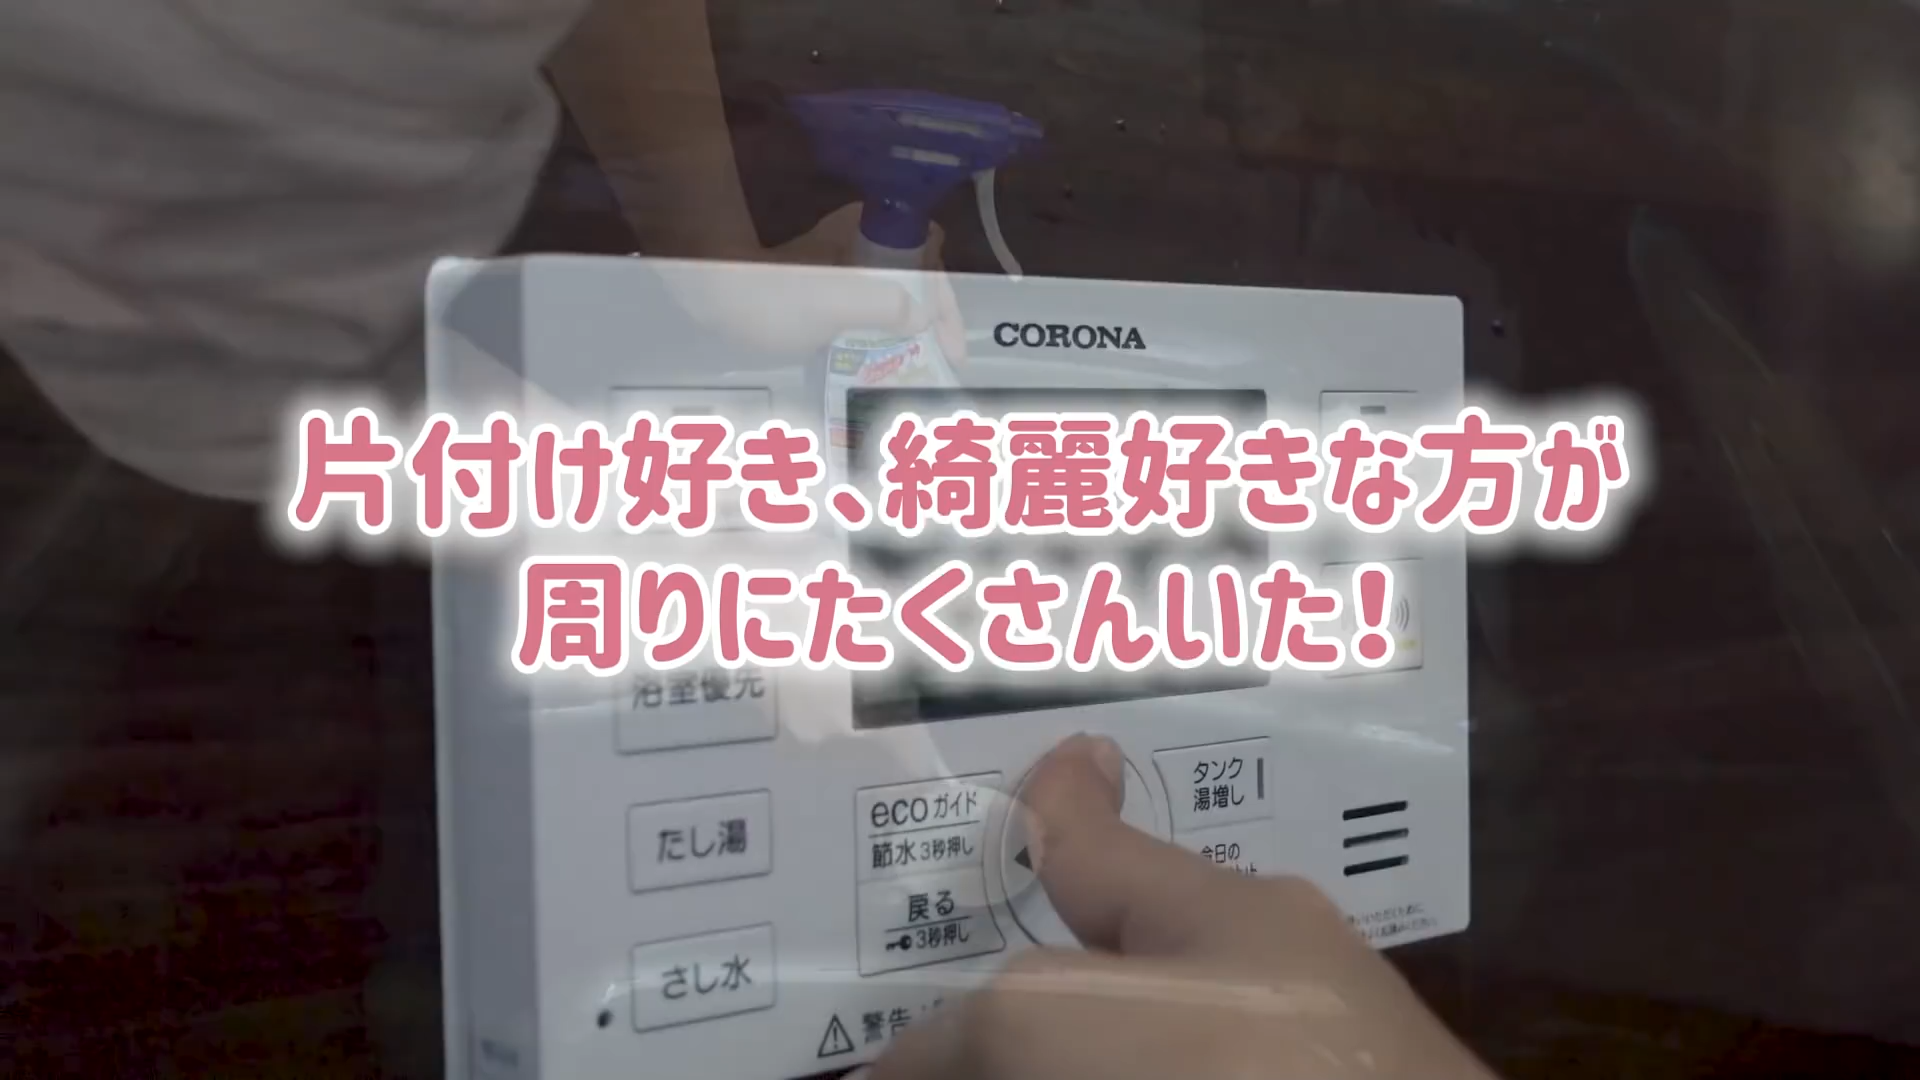 CORONA
片付け好き、綺麗好きな方が
周りにたくさんいた!
浴室優先
タンク
湯増し
ecoガイド
節水3秒押し
たし湯
今日の
戻る
3秒押し
さし水
警告